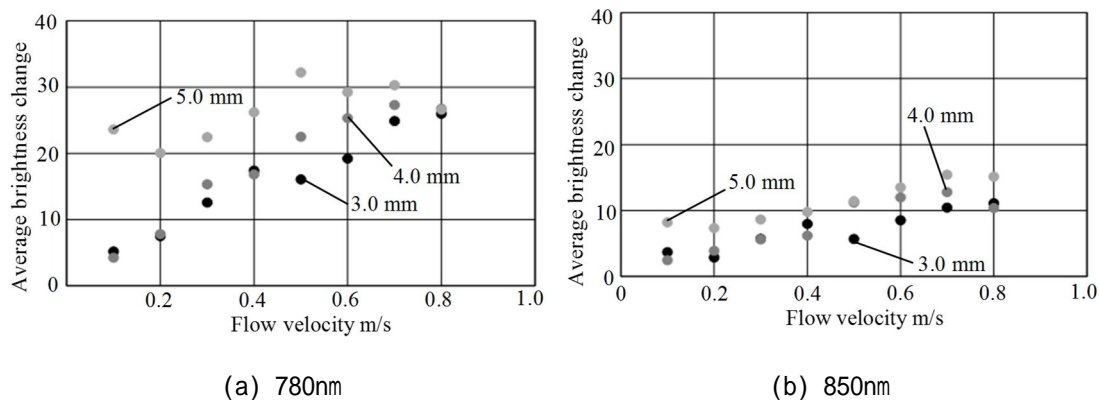 40
30
20
10
0
Average brightness change
5.0 mm
4.0 mm
3.0 mm
0.2 0.4 0.6 0.8 1.0
Flow velocity m/s
(a) 780nm
40
30
20
10
0
Average brightness change
4.0 mm
5.0 mm
3.0 mm
0 0.2 0.4 0.6 0.8 1.0
Flow velocity m/s
(b) 850nm